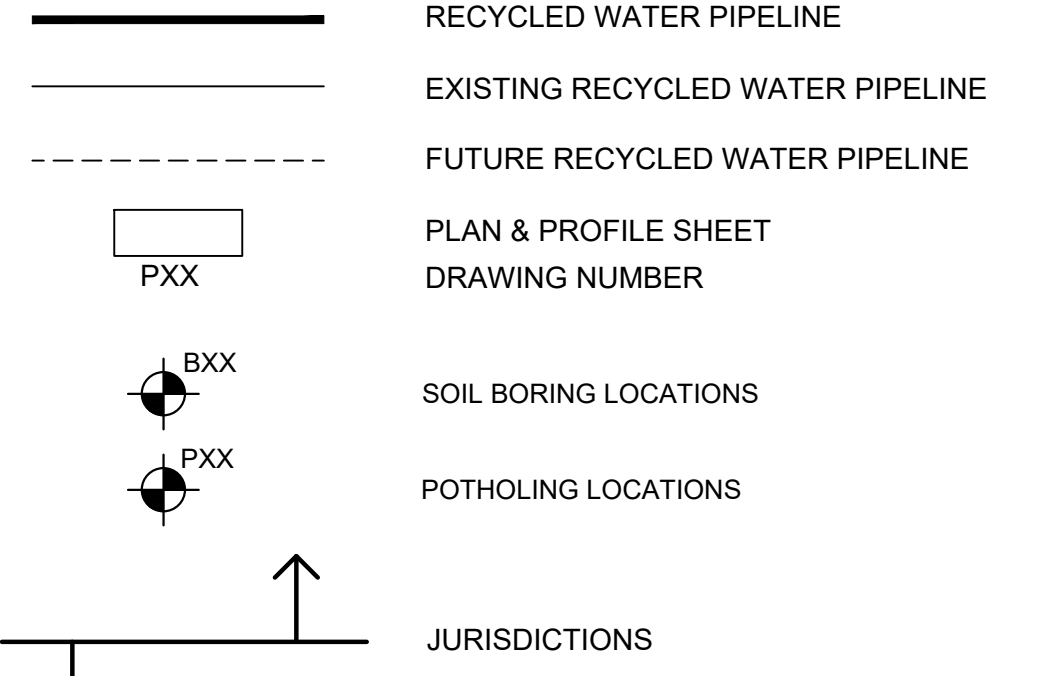 RECYCLED WATER PIPELINE
EXISTING RECYCLED WATER PIPELINE
FUTURE RECYCLED WATER PIPELINE
PLAN & PROFILE SHEET
PXX DRAWING NUMBER
BXX
SOIL BORING LOCATIONS
PXX
POTHOLING LOCATIONS
JURISDICTIONS